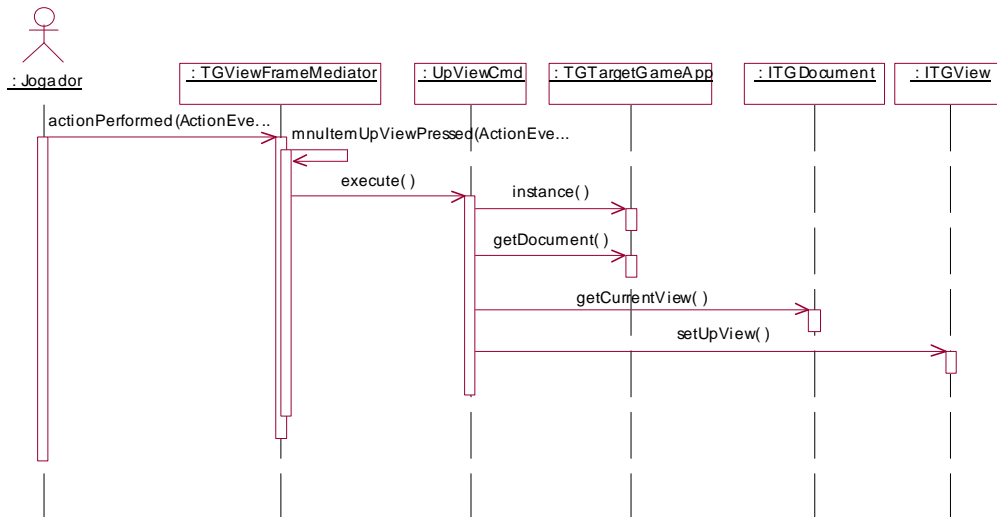 : Jogador
: TGViewFrameMediator
: UpViewCmd
: TGTargetGameApp
: ITGDocument
: ITGView
actionPerformed(ActionEve...
mnuItemUpViewPressed(ActionEve...
execute( )
instance( )
getDocument( )
getCurrentView( )
setUpView( )